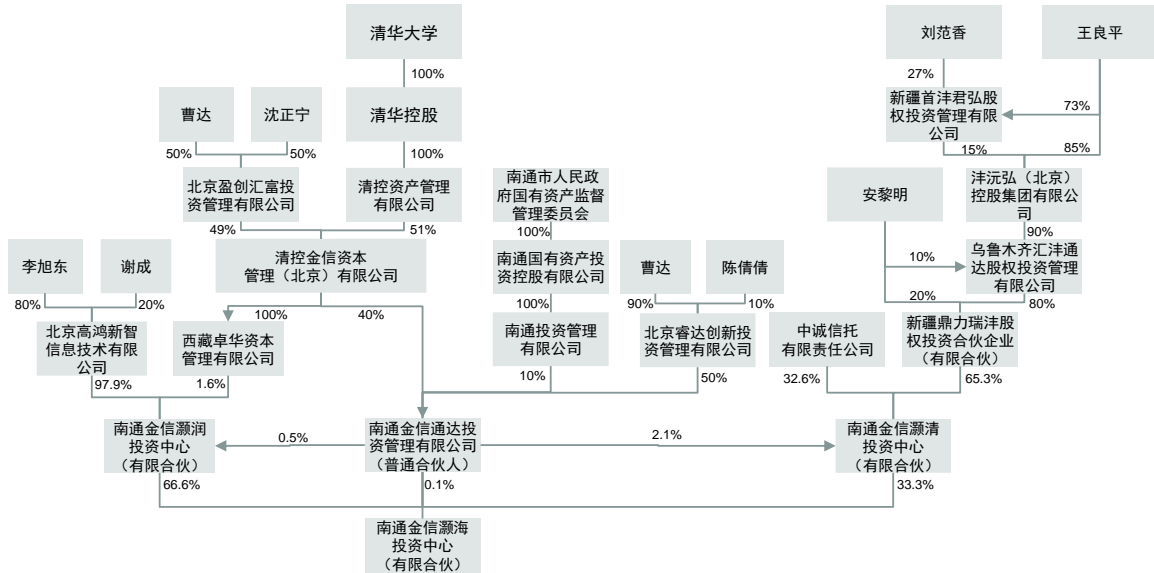 清华大学
刘范香
王良平
100%
27%
曹达
沈正宁
清华控股
新疆首沣君弘股
权投资管理有限
公司
73%
50%
50%
100%
15%
85%
北京盈创汇富投
资管理有限公司
清控资产管理
有限公司
南通市人民政
府国有资产监督
管理委员会
安黎明
沣沅弘（北京）
控股集团有限公
司
49%
51%
100%
90%
李旭东
谢成
清控金信资本
管理（北京）有限公司
南通国有资产投
资控股有限公司
曹达
陈倩倩
10%
乌鲁木齐汇沣通
达股权投资管理
有限公司
80%
20%
100%
40%
100%
90%
10%
20%
80%
北京高鸿新智
信息技术有限公
司
西藏卓华资本
管理有限公司
南通投资管理
有限公司
北京睿达创新投
资管理有限公司
中诚信托
有限责任公司
新疆鼎力瑞沣股
权投资合伙企业
（有限合伙）
97.9%
1.6%
10%
50%
32.6%
65.3%
南通金信灏润
投资中心
（有限合伙）
0.5%
南通金信通达投
资管理有限公司
（普通合伙人）
2.1%
南通金信灏清
投资中心
（有限合伙）
66.6%
0.1%
33.3%
南通金信灏海
投资中心
（有限合伙）